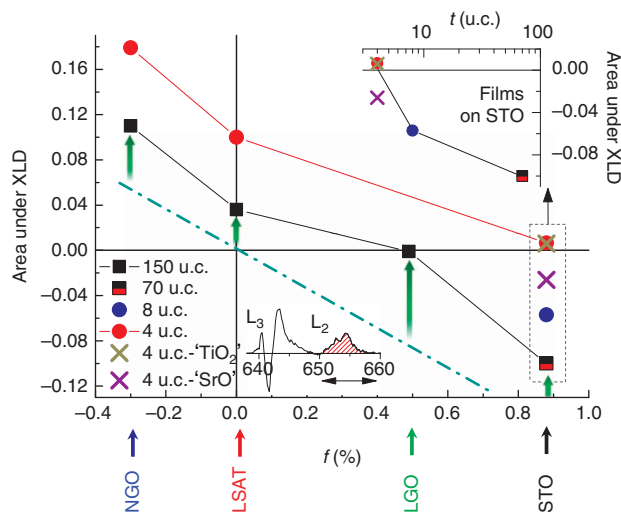 t (u.c.)
10 100
0.00
−0.04
−0.08
Area under XLD
Films
on STO
Area under XLD
0.16
0.12
0.08
0.04
0.00
−0.04
−0.08
−0.12
150 u.c.
70 u.c.
8 u.c.
4 u.c.
4 u.c.-‘TiO₂’
4 u.c.-‘SrO’
L₃
L₂
640 650 660
−0.4 −0.2 0.0 0.2 0.4 0.6 0.8 1.0
f (%)
NGO
LSAT
LGO
STO